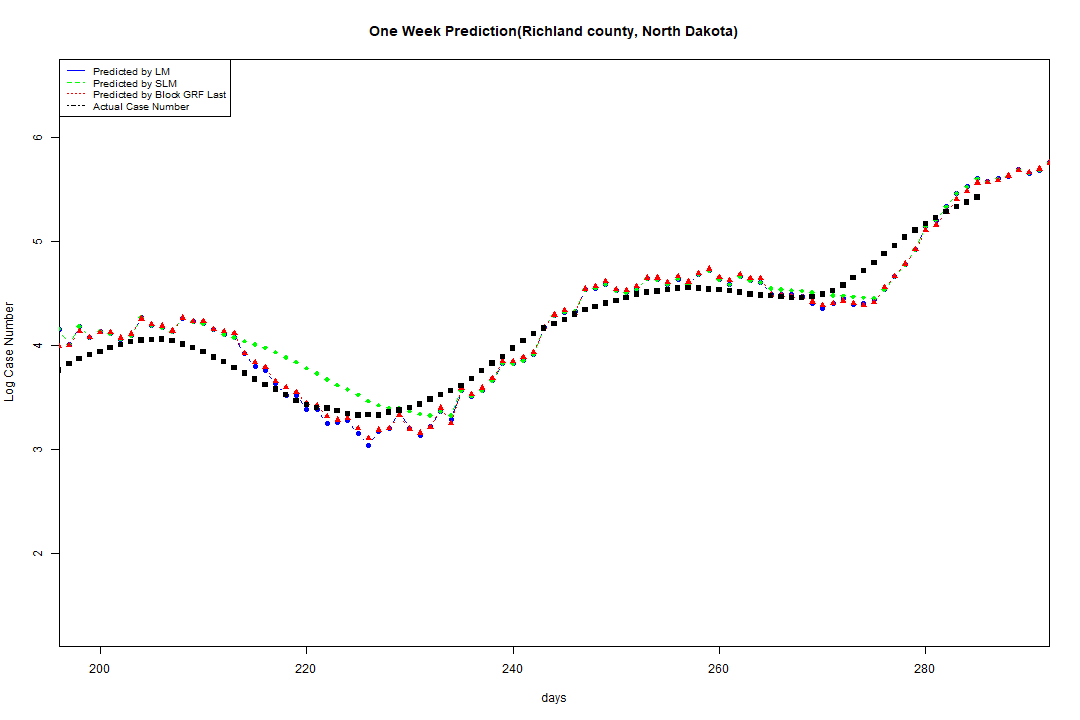 One Week Prediction(Richland county, North Dakota)
Predicted by LM
Predicted by SLM
Predicted by Block GRF Last
Actual Case Number
6
5
4
3
2
Log Case Number
200 220 240 260 280
days